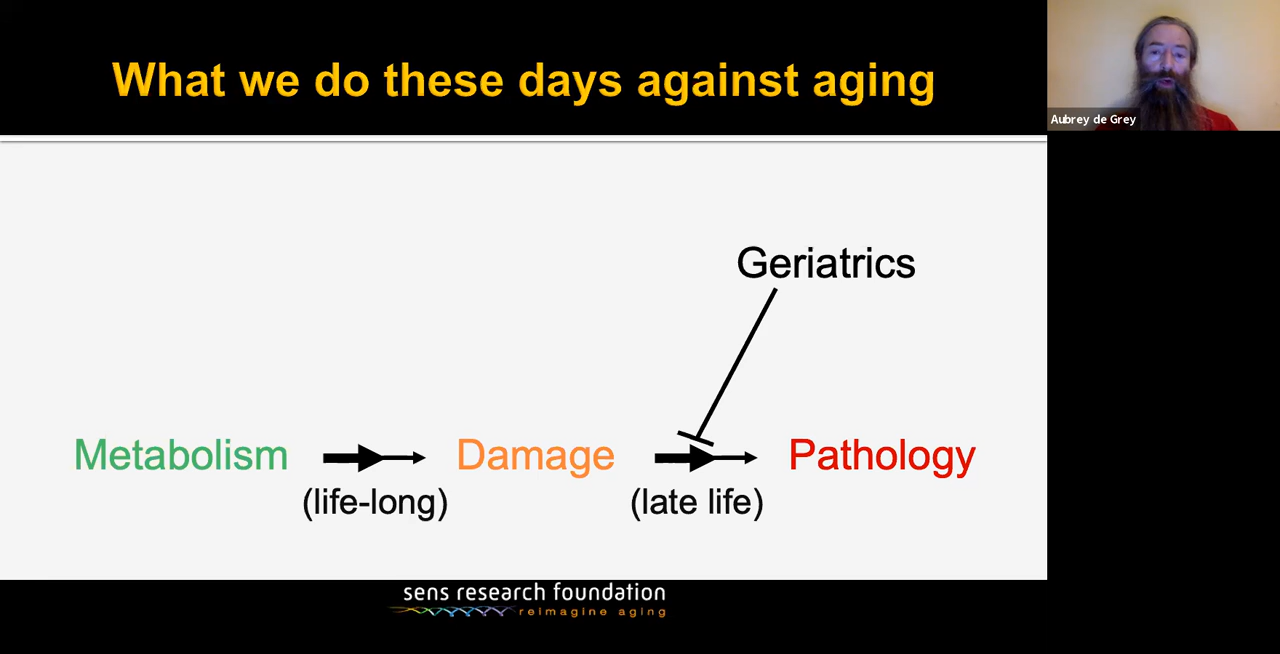 What we do these days against aging
Aubrey de Grey
Geriatrics
Metabolism Damage Pathology
(life-long) (late life)
sens research foundation
reimagine aging